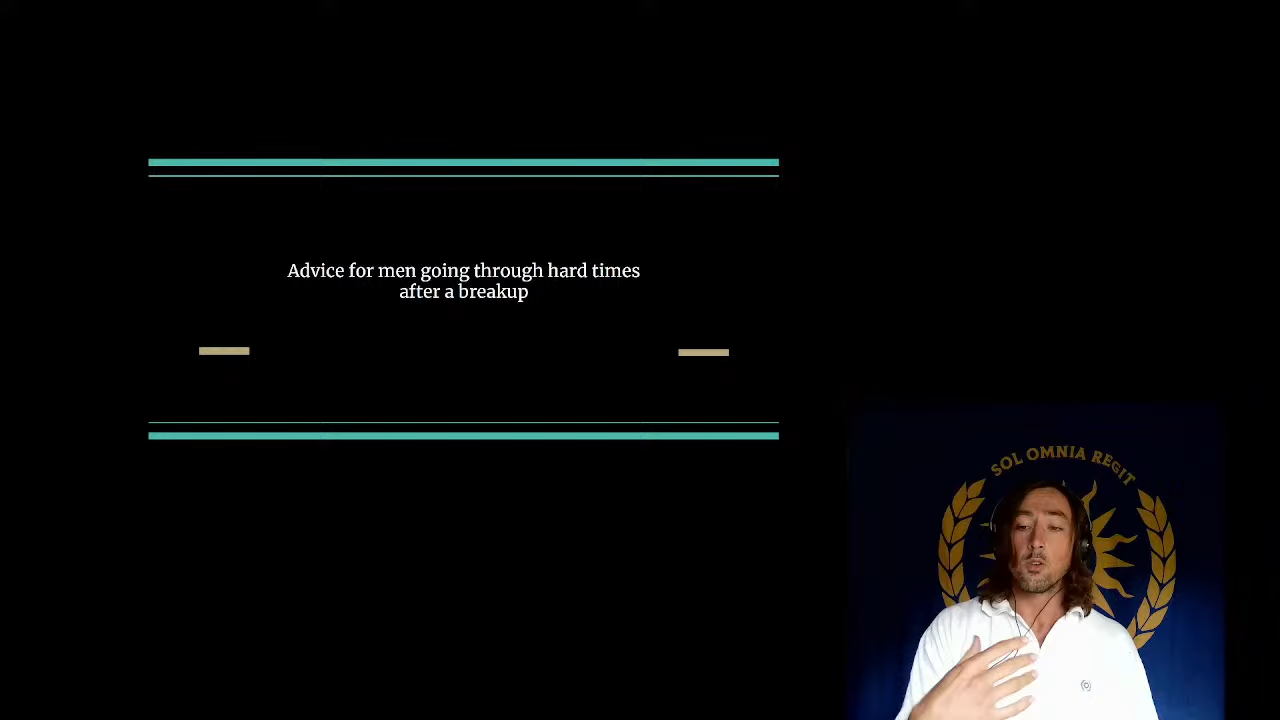 Advice for men going through hard times
after a breakup
SOL OMNIA REGIT